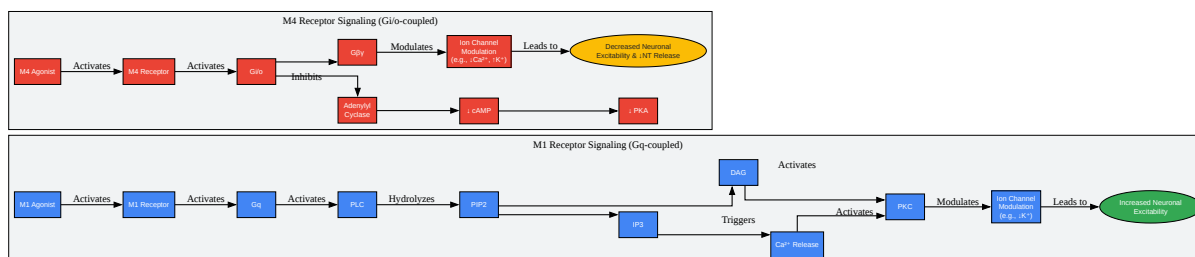 M4 Receptor Signaling (Gi/o-coupled)
M4 Agonist
Activates
M4 Receptor
Activates
Gi/o
Inhibits
Gβγ
Modulates
Ion Channel
Modulation
(e.g., ↓Ca²⁺, ↑K⁺)
Leads to
Decreased Neuronal
Excitability & ↓NT Release
Adenylyl
Cyclase
↓ cAMP
↓ PKA
M1 Receptor Signaling (Gq-coupled)
M1 Agonist
Activates
M1 Receptor
Activates
Gq
Activates
PLC
Hydrolyzes
PIP2
DAG
Activates
IP3
Triggers
Ca²⁺ Release
Activates
PKC
Modulates
Ion Channel
Modulation
(e.g., ↓K⁺)
Leads to
Increased Neuronal
Excitability